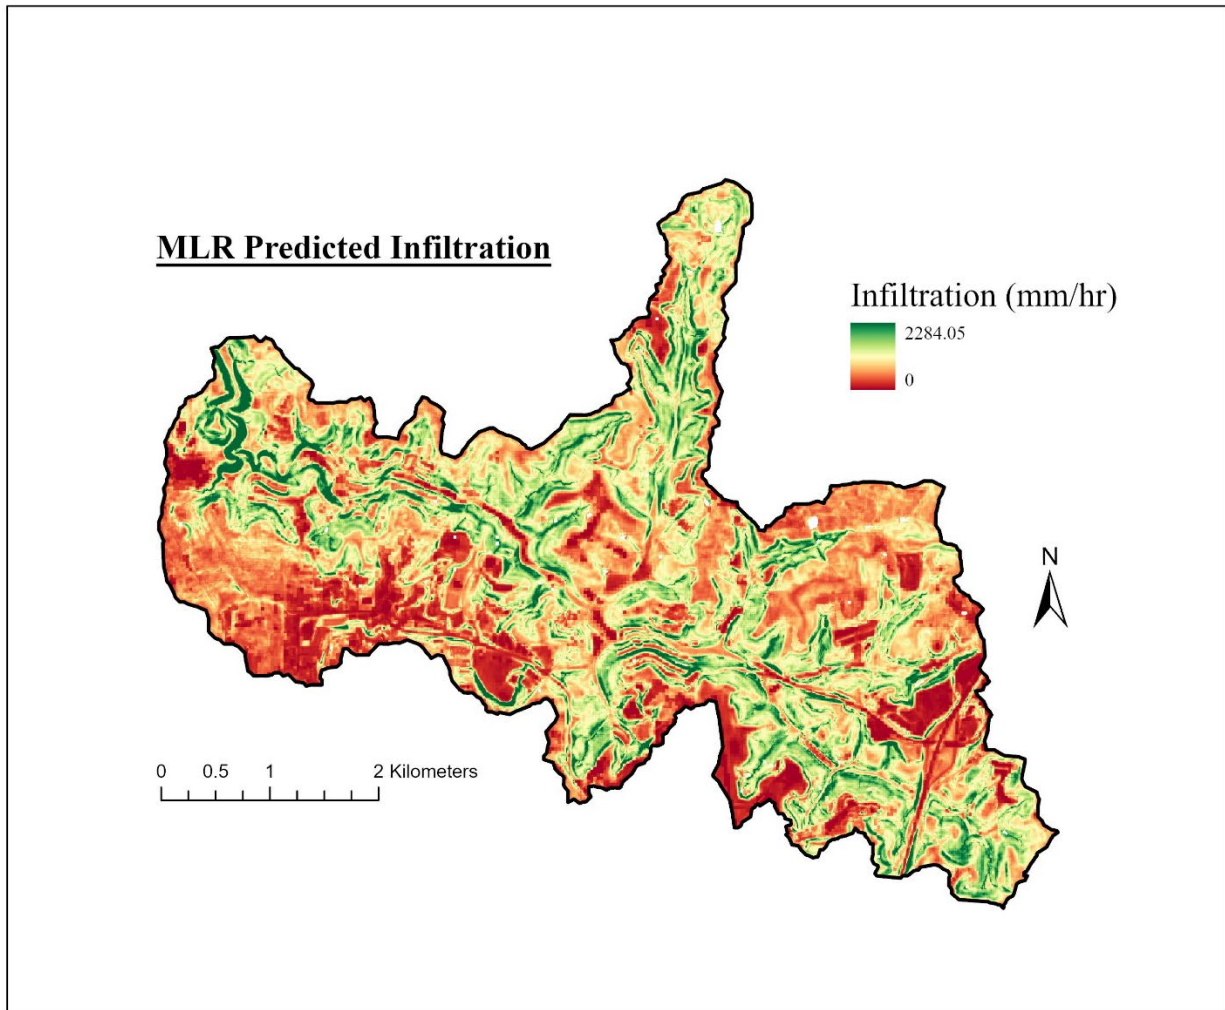 MLR Predicted Infiltration
Infiltration (mm/hr)
2284.05
0
N
0 0.5 1 2 Kilometers